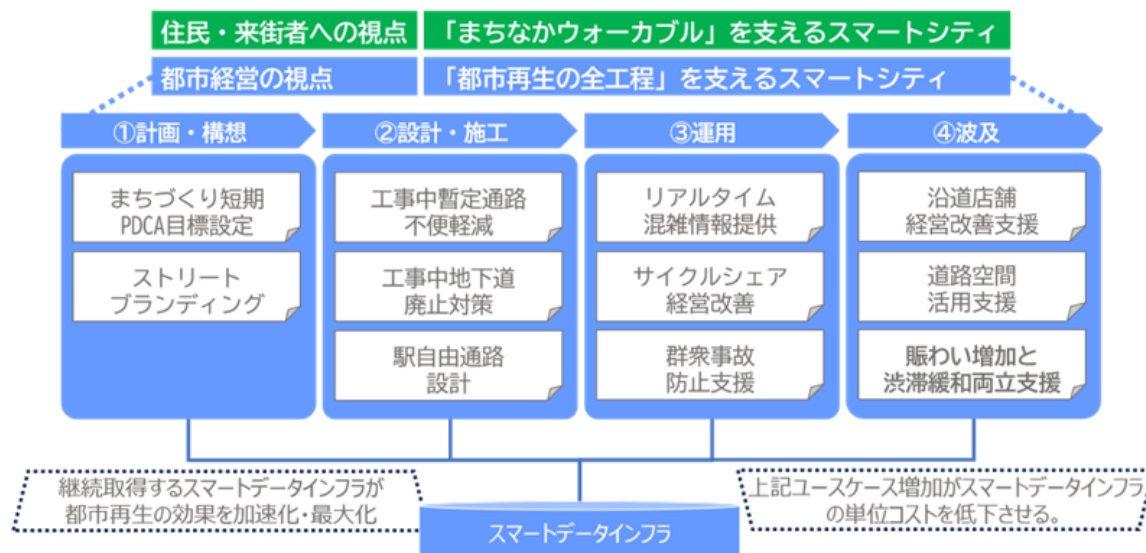 住民・来街者への視点 「まちなかウォーカブル」を支えるスマートシティ
都市経営の視点 「都市再生の全工程」を支えるスマートシティ
①計画・構想
まちづくり短期
PDCA目標設定
ストリート
ブランディング
②設計・施工
工事中暫定通路
不便軽減
工事中地下道
廃止対策
駅自由通路
設計
③運用
リアルタイム
混雑情報提供
サイクルシェア
経営改善
群衆事故
防止支援
④波及
沿道店舗
経営改善支援
道路空間
活用支援
賑わい増加と
渋滞緩和両立支援
継続取得するスマートデータインフラが
都市再生の効果を加速化・最大化
スマートデータインフラ
上記ユースケース増加がスマートデータインフラ
の単位コストを低下させる。